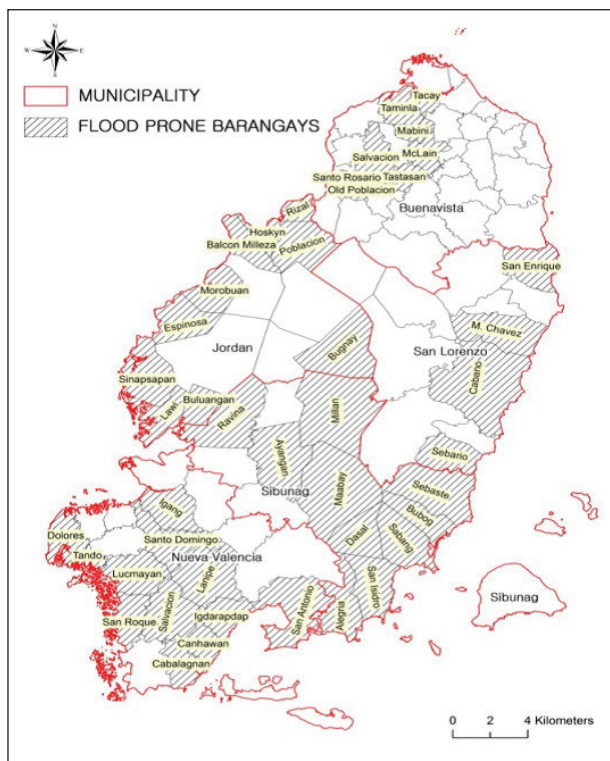 N
W
E
S
MUNICIPALITY
FLOOD PRONE BARANGAYS
Tacay
Taminla
Mabini
Salvacion
McLain
Santo Rosario
Tastasan
Old Poblacion
Buenavista
Rizal
Hoskyn
Balcon Milleza
Poblacion
San Enrique
Morobuan
Espinosa
M. Chavez
Bugnay
Jordan
San Lorenzo
Cabano
Sinapsapan
Buluangan
Lawi
Ravina
Milian
Ayangan
Sebario
Maabay
Sebaste
Sibunag
Bubog
Igang
Dasal
Sabang
Dolores
Santo Domingo
Tando
Nueva Valencia
Lucmayan
Lanipe
San Isidro
Sibunag
San Antonio
Alegria
Salvacion
Igdarapdap
San Roque
Canhawan
Cabalagnan
0 2 4 Kilometers